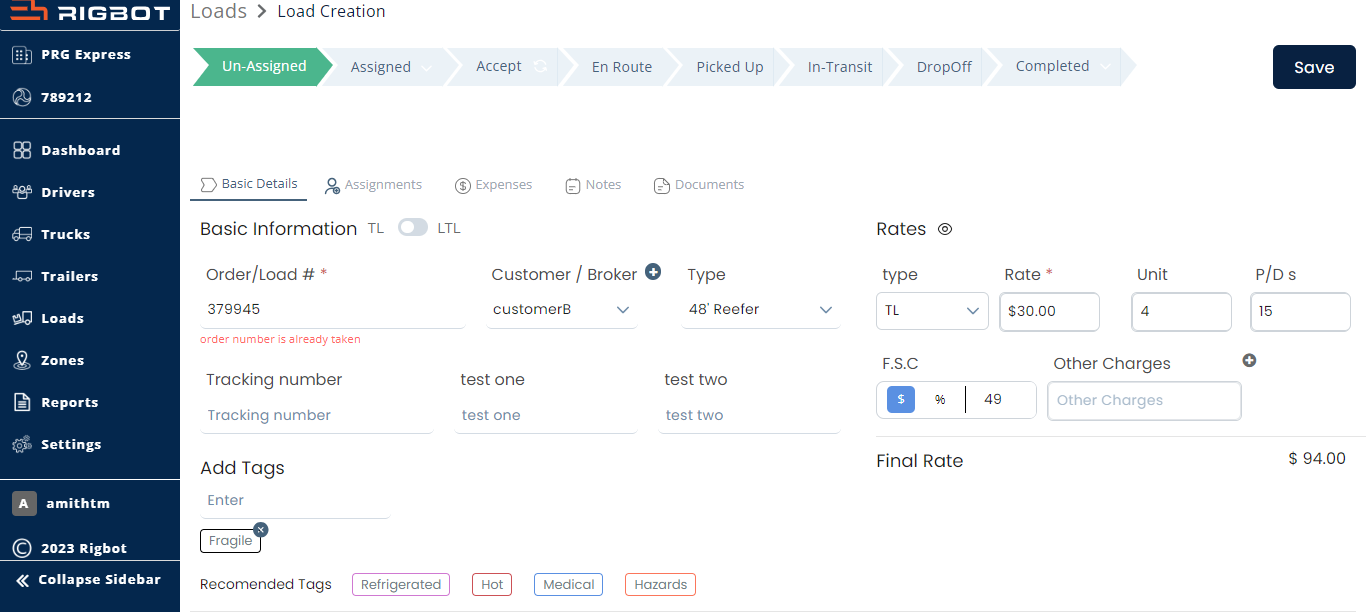 RIGBOT
PRG Express
789212
Dashboard
Drivers
Trucks
Trailers
Loads
Zones
Reports
Settings
A amithtm
© 2023 Rigbot
Collapse Sidebar
Loads > Load Creation
Un-Assigned Assigned Accept En Route Picked Up In-Transit DropOff Completed
Save
Basic Details Assignments Expenses Notes Documents
Basic Information TL LTL
Order/Load # * Customer / Broker Type
379945 customerB 48' Reefer
order number is already taken
Tracking number test one test two
Tracking number test one test two
Add Tags
Enter
Fragile
Recomended Tags Refrigerated Hot Medical Hazards
Rates
type Rate * Unit P/D s
TL $30.00 4 15
F.S.C Other Charges
$ % 49 Other Charges
Final Rate $ 94.00